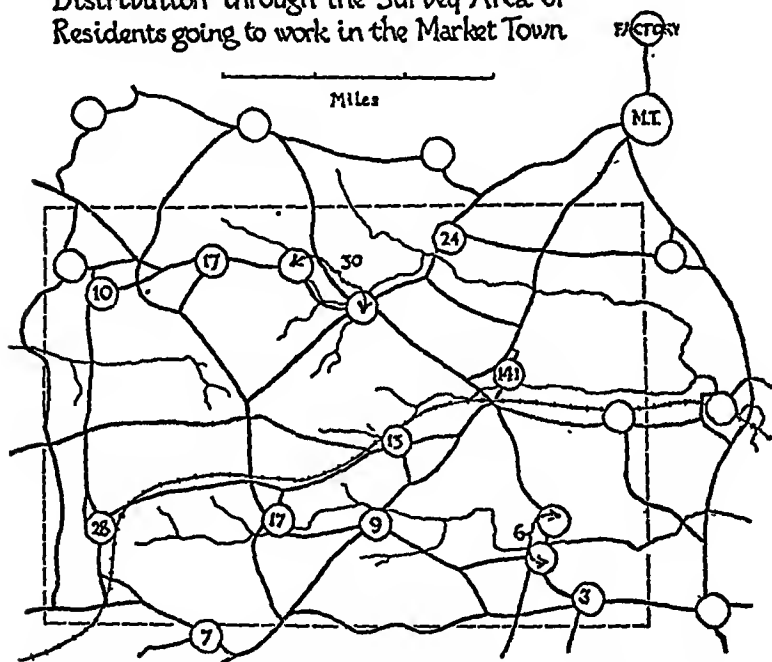 Distribution through the Survey Area of
Residents going to work in the Market Town
FACTORY
Miles
M.T.
24
17
30
10
141
15
28
17
9
6
3
7